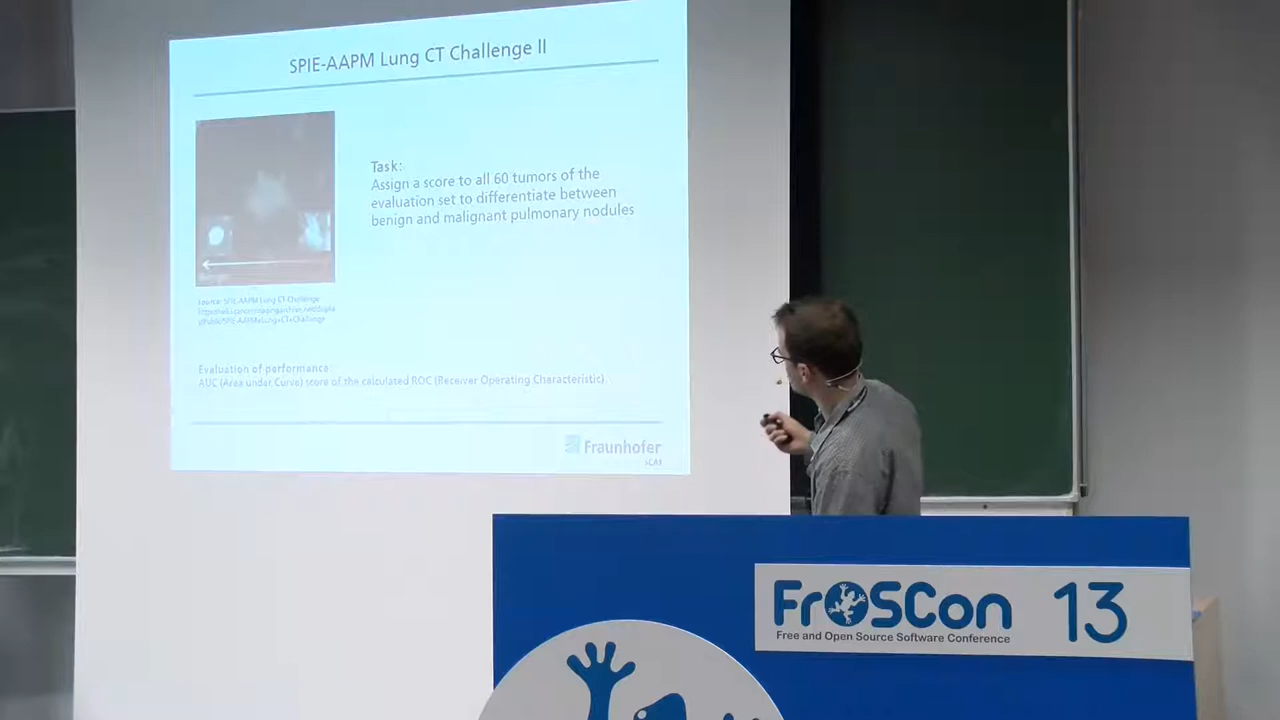 SPIE-AAPM Lung CT Challenge II
Task:
Assign a score to all 60 tumors of the
evaluation set to differentiate between
benign and malignant pulmonary nodules
Source: SPIE-AAPM Lung CT Challenge
Evaluation of performance
AUC (Area under Curve) score of the calculated ROC (Receiver Operating Characteristic).
Fraunhofer
SCAI
FrOSCon 13
Free and Open Source Software Conference